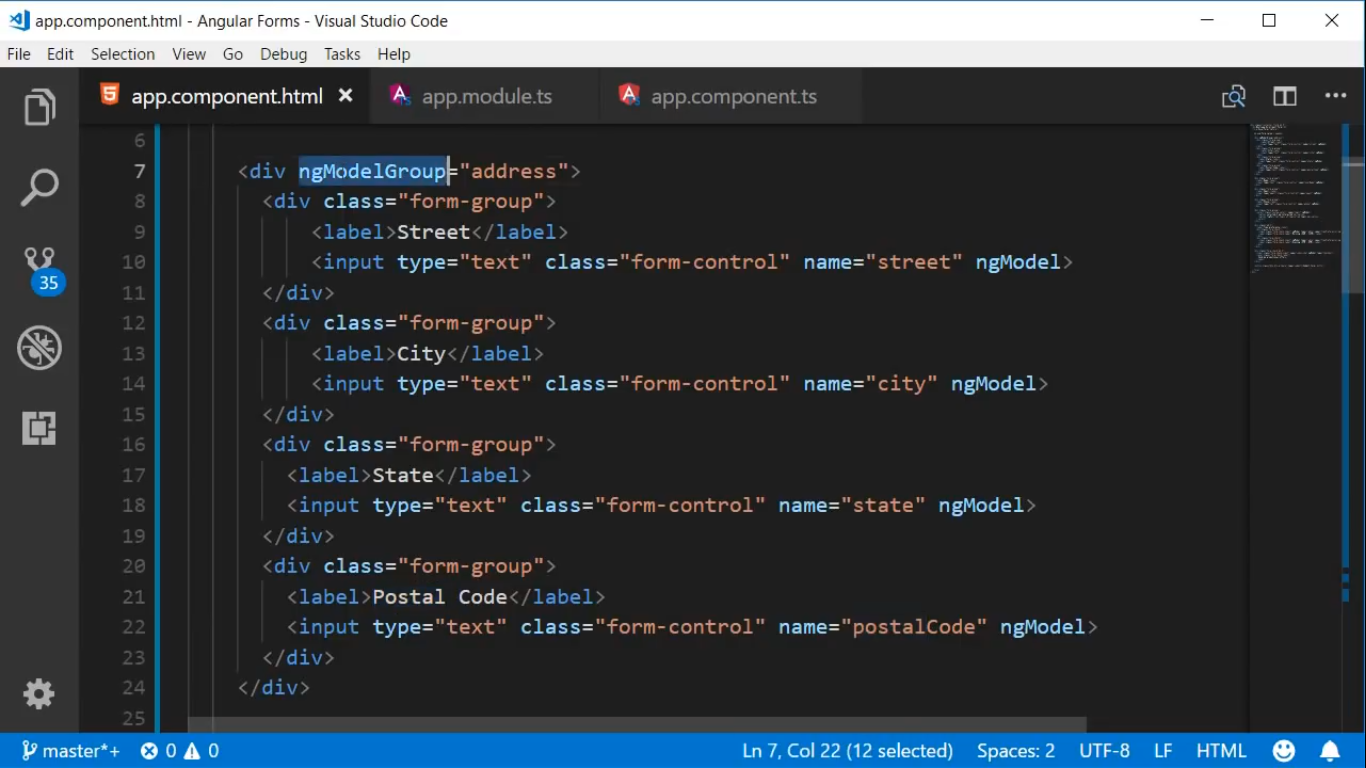 app.component.html - Angular Forms - Visual Studio Code
File Edit Selection View Go Debug Tasks Help
app.component.html app.module.ts app.component.ts
6
7 <div ngModelGroup="address">
8 <div class="form-group">
9 <label>Street</label>
10 <input type="text" class="form-control" name="street" ngModel>
11 </div>
12 <div class="form-group">
13 <label>City</label>
14 <input type="text" class="form-control" name="city" ngModel>
15 </div>
16 <div class="form-group">
17 <label>State</label>
18 <input type="text" class="form-control" name="state" ngModel>
19 </div>
20 <div class="form-group">
21 <label>Postal Code</label>
22 <input type="text" class="form-control" name="postalCode" ngModel>
23 </div>
24 </div>
25
35
master*+ 0 0 Ln 7, Col 22 (12 selected) Spaces: 2 UTF-8 LF HTML